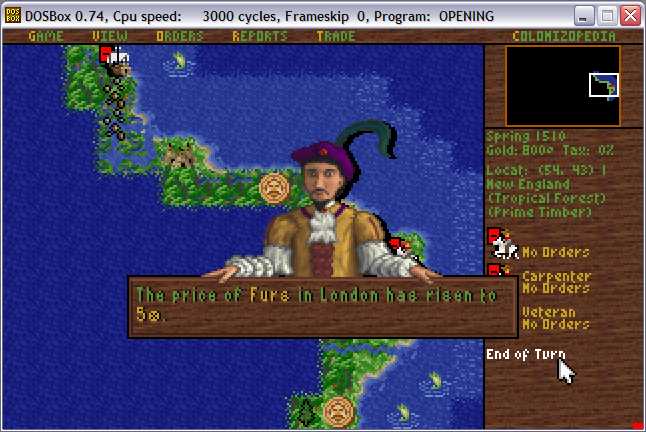 DOSBox 0.74, Cpu speed: 3000 cycles, Frameskip 0, Program: OPENING
GAME VIEW ORDERS REPORTS TRADE COLONIZOPEDIA
Spring 1510
Gold: 800¢ Tax: 0%
Locat: (54, 43) 1
New England
(Tropical Forest)
(Prime Timber)
No Orders
Carpenter
No Orders
Veteran
No Orders
End of Turn
The price of Furs in London has risen to
5¢.